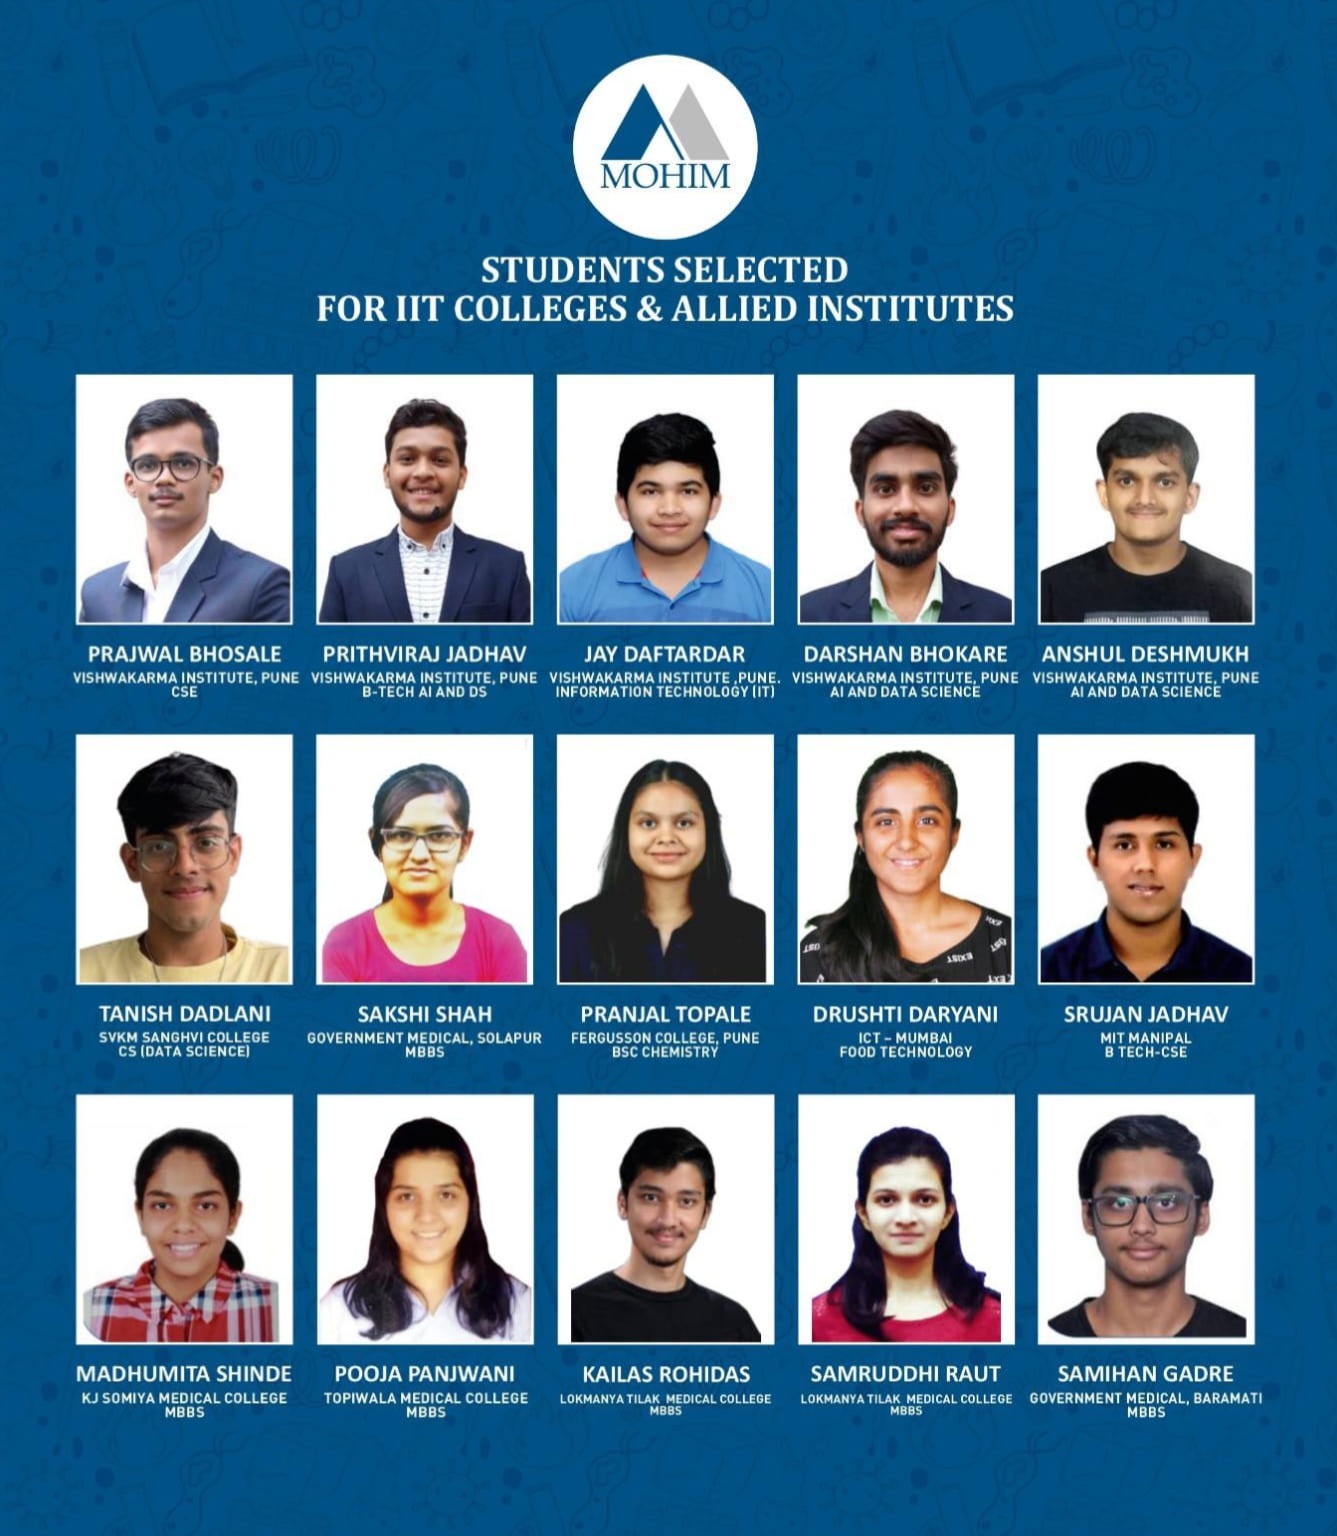 MOHIM
STUDENTS SELECTED
FOR IIT COLLEGES & ALLIED INSTITUTES
PRAJWAL BHOSALE
VISHWAKARMA INSTITUTE, PUNE
CSE
PRITHVIRAJ JADHAV
VISHWAKARMA INSTITUTE, PUNE
B-TECH AI AND DS
JAY DAFTARDAR
VISHWAKARMA INSTITUTE ,PUNE.
INFORMATION TECHNOLOGY (IT)
DARSHAN BHOKARE
VISHWAKARMA INSTITUTE, PUNE
AI AND DATA SCIENCE
ANSHUL DESHMUKH
VISHWAKARMA INSTITUTE, PUNE
AI AND DATA SCIENCE
TANISH DADLANI
SVKM SANGHVI COLLEGE
CS (DATA SCIENCE)
SAKSHI SHAH
GOVERNMENT MEDICAL, SOLAPUR
MBBS
PRANJAL TOPALE
FERGUSSON COLLEGE, PUNE
BSC CHEMISTRY
EXIST
DRUSHTI DARYANI
ICT – MUMBAI
FOOD TECHNOLOGY
SRUJAN JADHAV
MIT MANIPAL
B TECH-CSE
MADHUMITA SHINDE
KJ SOMIYA MEDICAL COLLEGE
MBBS
POOJA PANJWANI
TOPIWALA MEDICAL COLLEGE
MBBS
KAILAS ROHIDAS
LOKMANYA TILAK MEDICAL COLLEGE
MBBS
SAMRUDDHI RAUT
LOKMANYA TILAK MEDICAL COLLEGE
MBBS
SAMIHAN GADRE
GOVERNMENT MEDICAL, BARAMATI
MBBS